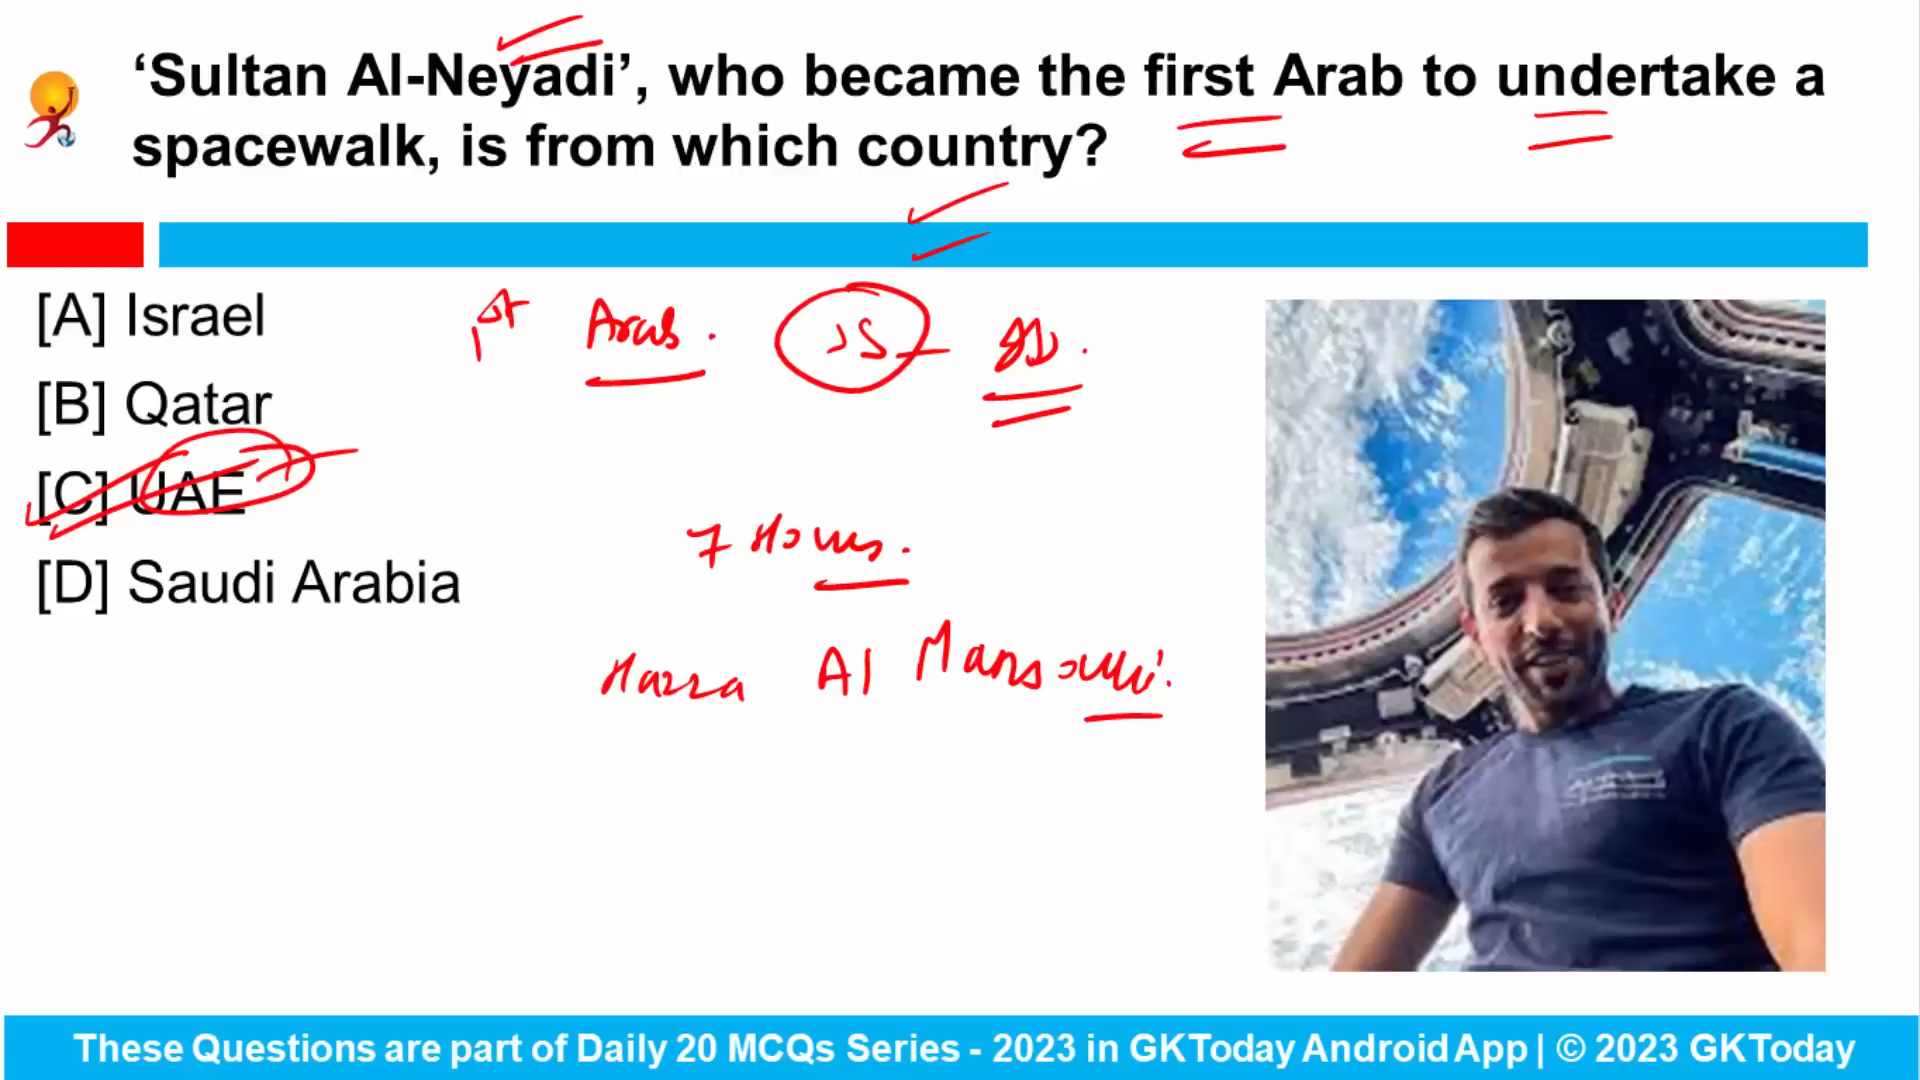 ‘Sultan Al-Neyadi’, who became the first Arab to undertake a
spacewalk, is from which country?
[A] Israel
1st Arab.
[B] Qatar
[C] UAE
7 Hours.
[D] Saudi Arabia
Hazza Al Mansouri.
These Questions are part of Daily 20 MCQs Series - 2023 in GKToday Android App | © 2023 GKToday